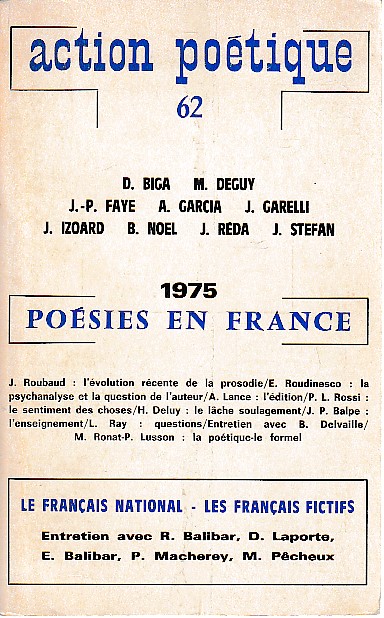 action poétique
62
D. BIGA M. DEGUY
J.-P. FAYE A. GARCIA J. GARELLI
J. IZOARD B. NOEL J. RÉDA J. STEFAN
1975
POÉSIES EN FRANCE
J. Roubaud : l'évolution récente de la prosodie/E. Roudinesco : la
psychanalyse et la question de l'auteur/A. Lance : l'édition/P. L. Rossi :
le sentiment des choses/H. Deluy : le lâche soulagement/J. P. Balpe :
l'enseignement/L. Ray : questions/Entretien avec B. Delvaille/
M. Ronat-P. Lusson : la poétique-le formel
LE FRANÇAIS NATIONAL - LES FRANÇAIS FICTIFS
Entretien avec R. Balibar, D. Laporte,
E. Balibar, P. Macherey, M. Pêcheux